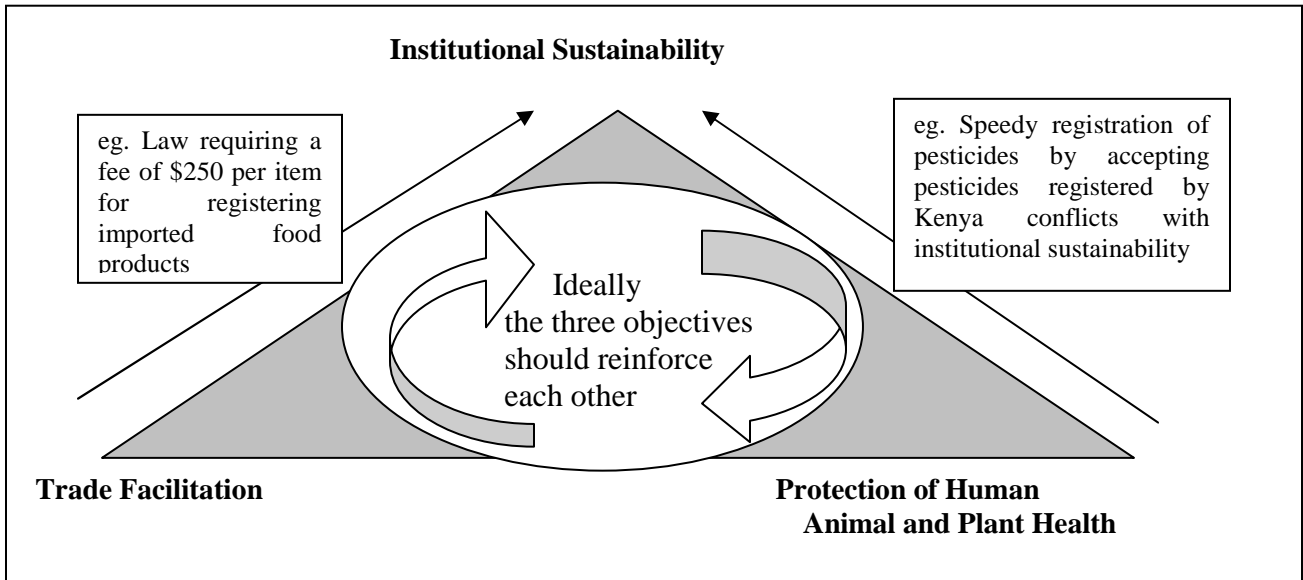 Institutional Sustainability
eg. Law requiring a
fee of $250 per item
for registering
imported food
products
eg. Speedy registration of
pesticides by accepting
pesticides registered by
Kenya conflicts with
institutional sustainability
Ideally
the three objectives
should reinforce
each other
Trade Facilitation
Protection of Human
Animal and Plant Health